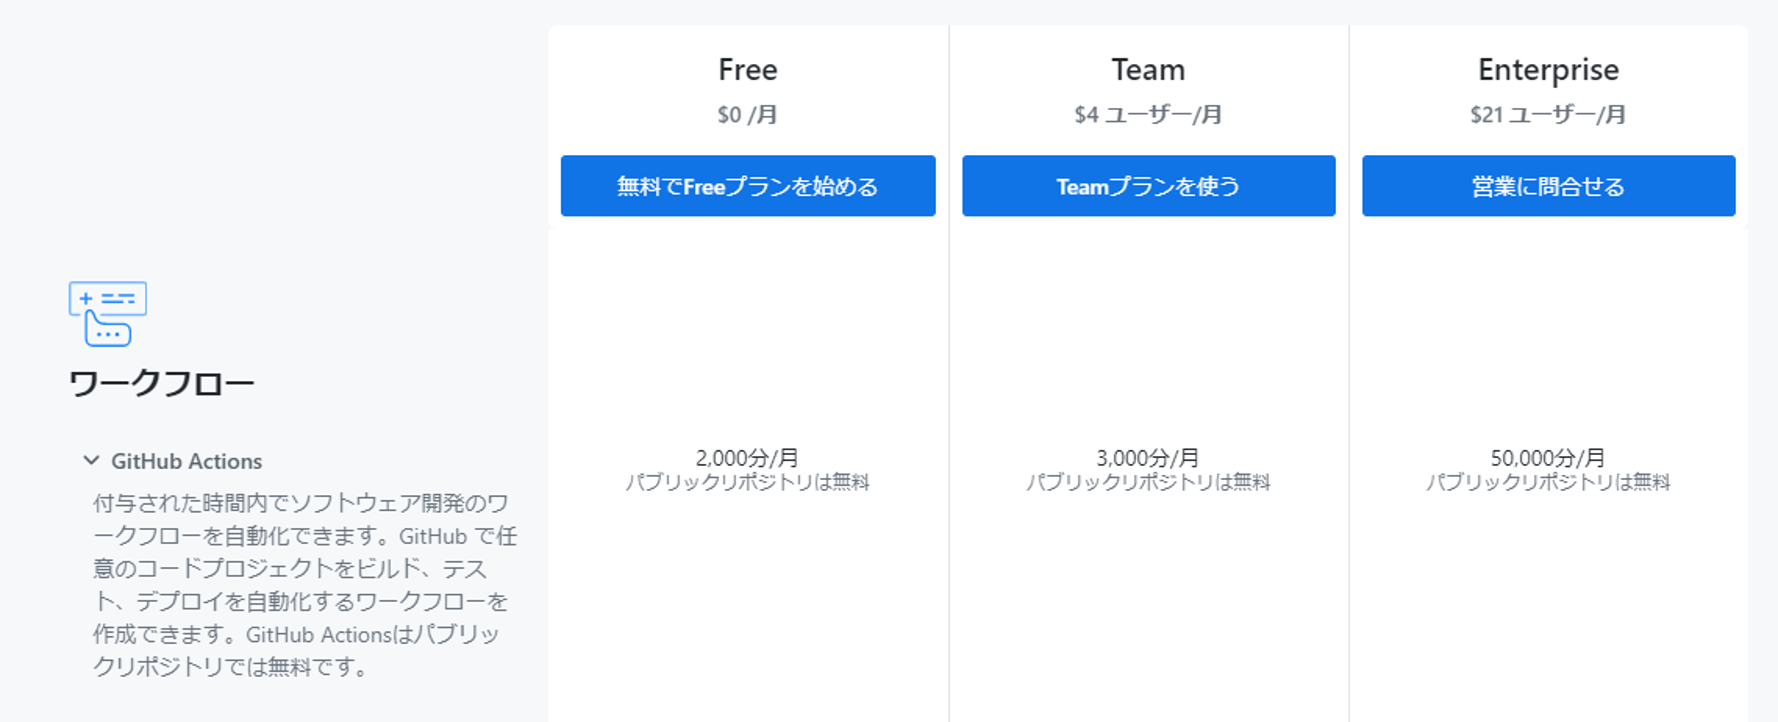 Free
$0 /月
無料でFreeプランを始める
Team
$4 ユーザー/月
Teamプランを使う
Enterprise
$21 ユーザー/月
営業に問合せる
ワークフロー
GitHub Actions
付与された時間内でソフトウェア開発のワ
ークフローを自動化できます。GitHub で任
意のコードプロジェクトをビルド、テス
ト、デプロイを自動化するワークフローを
作成できます。GitHub Actionsはパブリッ
クリポジトリでは無料です。
2,000分/月
パブリックリポジトリは無料
3,000分/月
パブリックリポジトリは無料
50,000分/月
パブリックリポジトリは無料